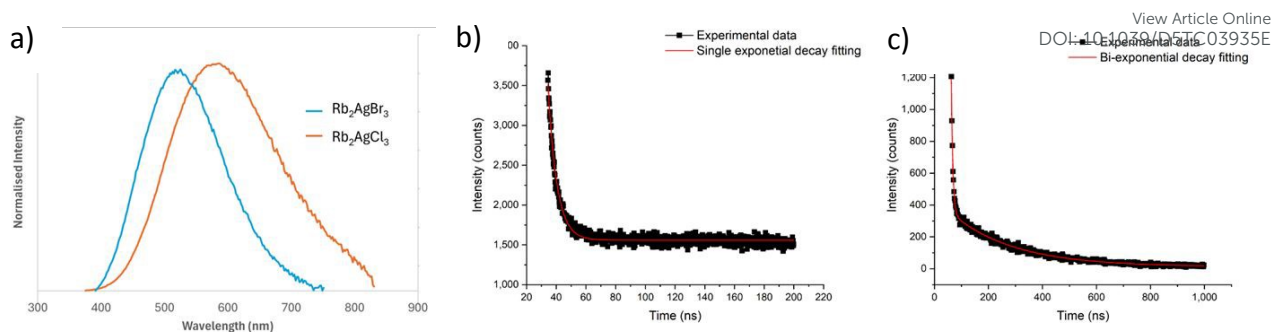 View Article Online
DOI: 10.1039/D5TC03935E
a)
Normalised Intensity
Rb₂AgBr₃
Rb₂AgCl₃
300 400 500 600 700 800 900
Wavelength (nm)
b)
Experimental data
Single exponetial decay fitting
Intensity (counts)
00
3,500
3,000
2,500
2,000
1,500
1,000
20 40 60 80 100 120 140 160 180 200 220
Time (ns)
c)
Experimental data
Bi-exponential decay fitting
Intensity (counts)
1,200
1,000
800
600
400
200
0
0 200 400 600 800 1,000
Time (ns)